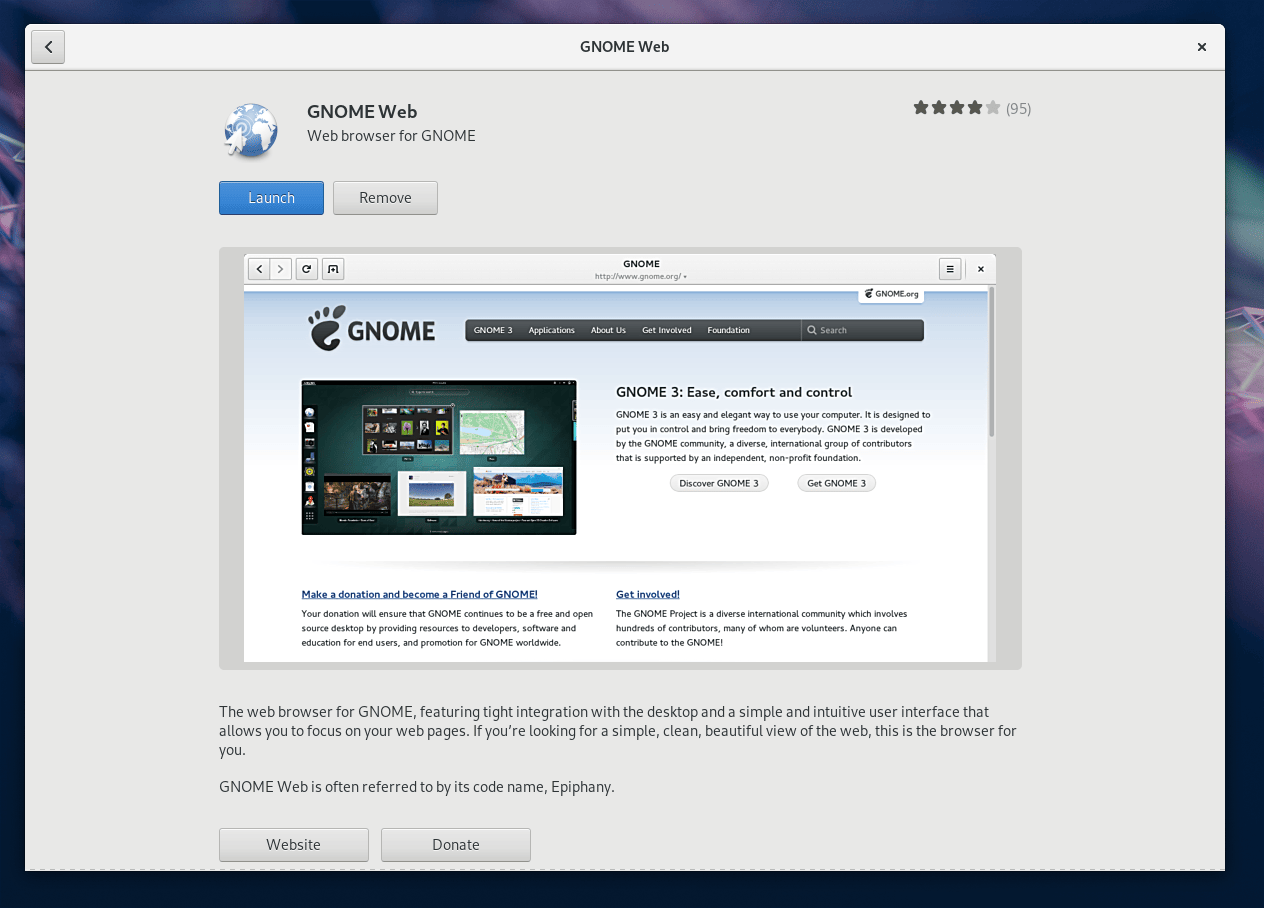 GNOME Web
GNOME Web
Web browser for GNOME
(95)
Launch
Remove
GNOME
http://www.gnome.org/
GNOME.org
GNOME
GNOME 3
Applications
About Us
Get Involved
Foundation
Search
GNOME 3: Ease, comfort and control
GNOME 3 is an easy and elegant way to use your computer. It is designed to
put you in control and bring freedom to everybody. GNOME 3 is developed
by the GNOME community, a diverse, international group of contributors
that is supported by an independent, non-profit foundation.
Discover GNOME 3
Get GNOME 3
Make a donation and become a Friend of GNOME!
Your donation will ensure that GNOME continues to be a free and open
source desktop by providing resources to developers, software and
education for end users, and promotion for GNOME worldwide.
Get involved!
The GNOME Project is a diverse international community which involves
hundreds of contributors, many of whom are volunteers. Anyone can
contribute to the GNOME!
The web browser for GNOME, featuring tight integration with the desktop and a simple and intuitive user interface that
allows you to focus on your web pages. If you’re looking for a simple, clean, beautiful view of the web, this is the browser for
you.
GNOME Web is often referred to by its code name, Epiphany.
Website
Donate